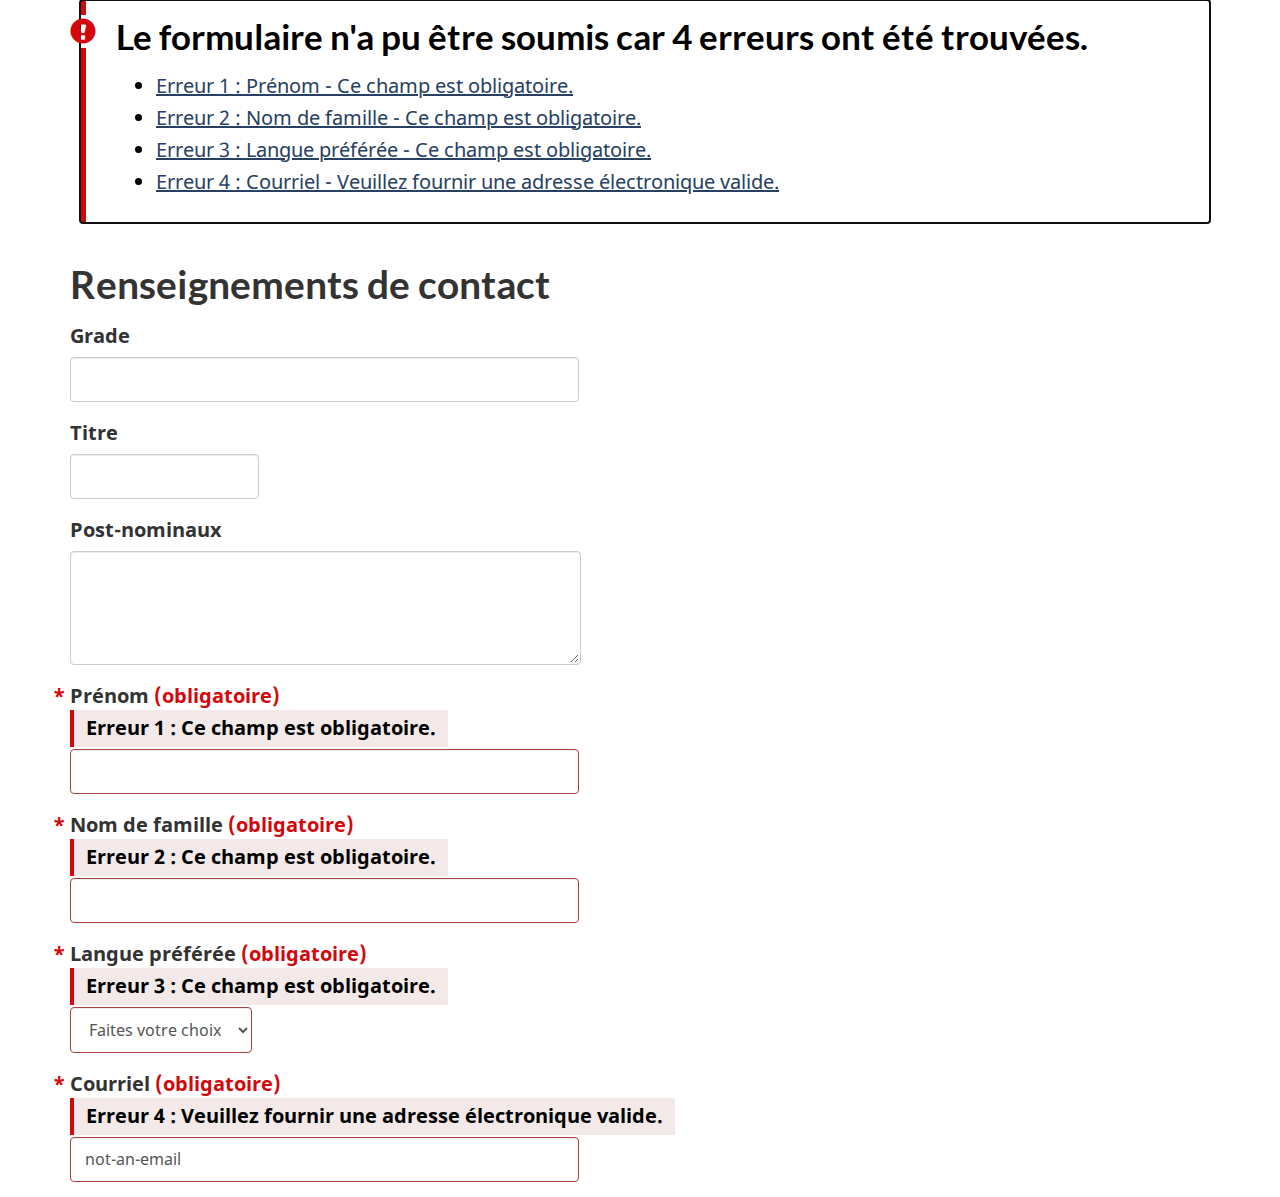 Le formulaire n'a pu être soumis car 4 erreurs ont été trouvées.
Erreur 1 : Prénom - Ce champ est obligatoire.
Erreur 2 : Nom de famille - Ce champ est obligatoire.
Erreur 3 : Langue préférée - Ce champ est obligatoire.
Erreur 4 : Courriel - Veuillez fournir une adresse électronique valide.
Renseignements de contact
Grade
Titre
Post-nominaux
* Prénom (obligatoire)
Erreur 1 : Ce champ est obligatoire.
* Nom de famille (obligatoire)
Erreur 2 : Ce champ est obligatoire.
* Langue préférée (obligatoire)
Erreur 3 : Ce champ est obligatoire.
Faites votre choix
* Courriel (obligatoire)
Erreur 4 : Veuillez fournir une adresse électronique valide.
not-an-email